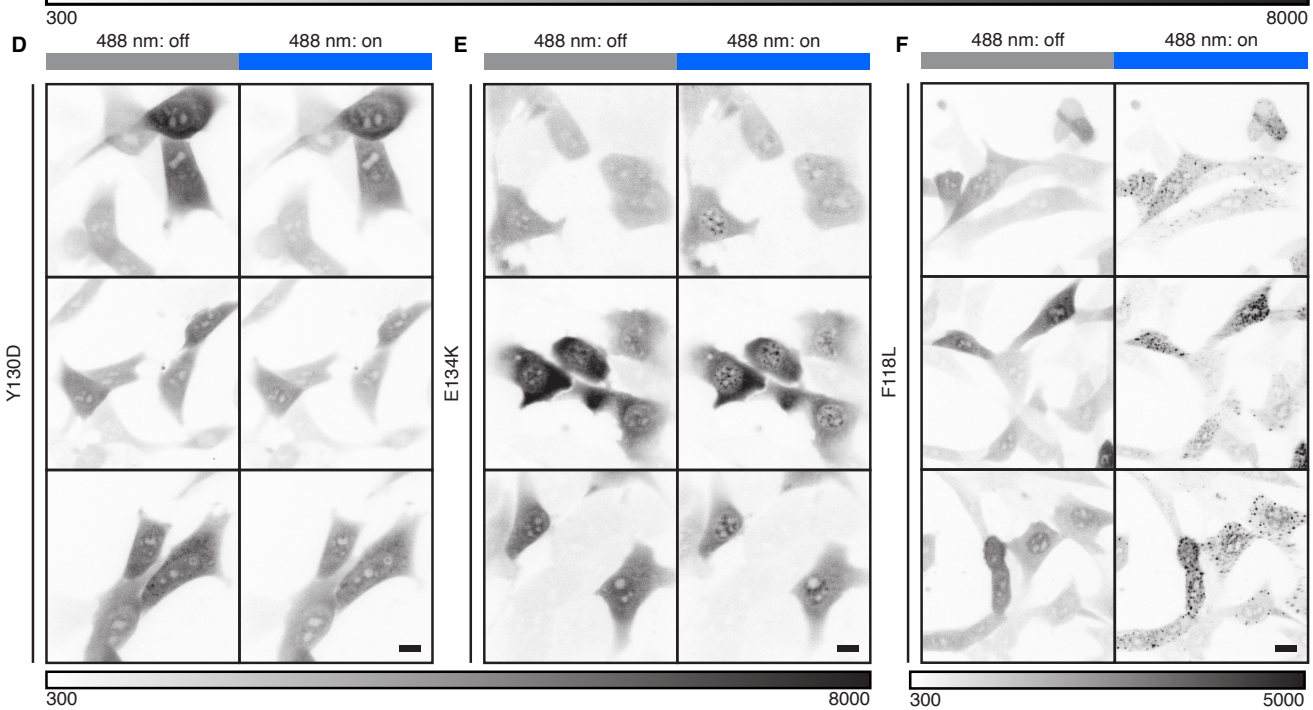 300 8000
D 488 nm: off 488 nm: on E 488 nm: off 488 nm: on F 488 nm: off 488 nm: on
Y130D
E134K
F118L
300 8000 300 5000